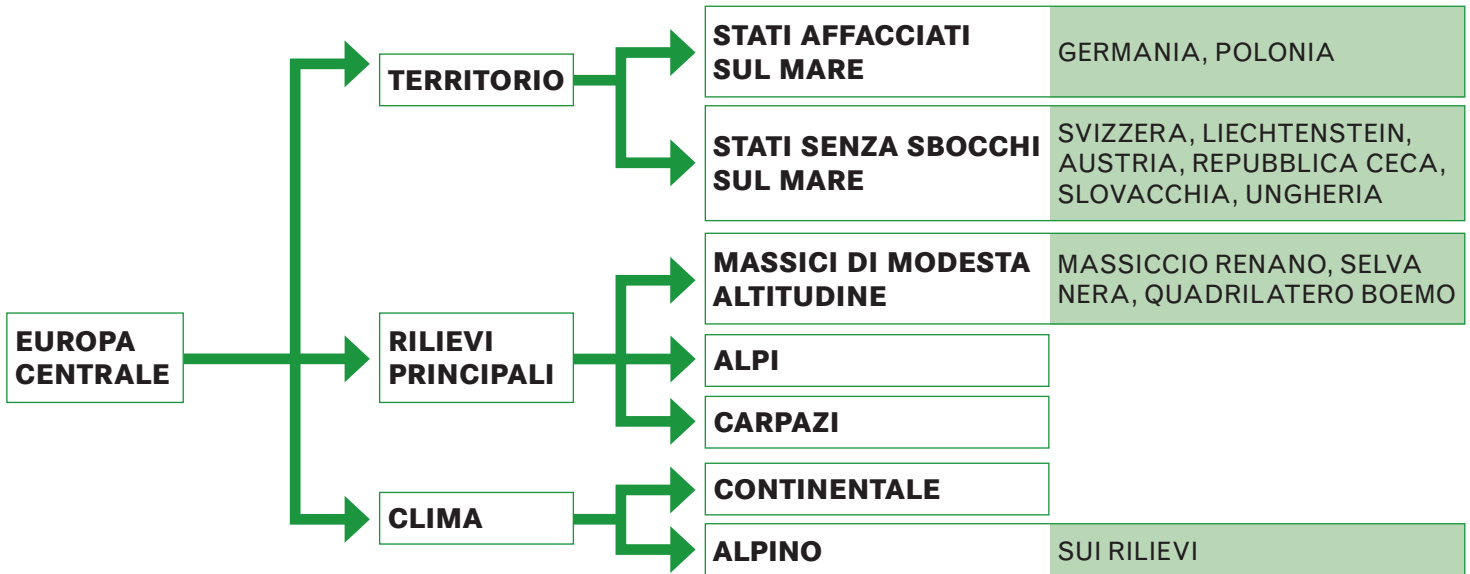 EUROPA
CENTRALE
TERRITORIO
STATI AFFACCIATI
SUL MARE
GERMANIA, POLONIA
STATI SENZA SBOCCHI
SUL MARE
SVIZZERA, LIECHTENSTEIN,
AUSTRIA, REPUBBLICA CECA,
SLOVACCHIA, UNGHERIA
RILIEVI
PRINCIPALI
MASSICI DI MODESTA
ALTITUDINE
MASSICCIO RENANO, SELVA
NERA, QUADRILATERO BOEMO
ALPI
CARPAZI
CLIMA
CONTINENTALE
ALPINO
SUI RILIEVI